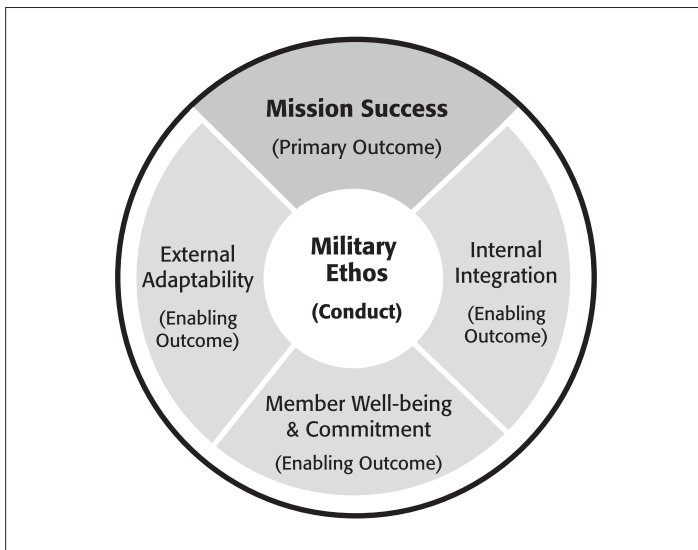 Mission Success
(Primary Outcome)
External
Adaptability
(Enabling
Outcome)
Military
Ethos
(Conduct)
Internal
Integration
(Enabling
Outcome)
Member Well-being
& Commitment
(Enabling Outcome)